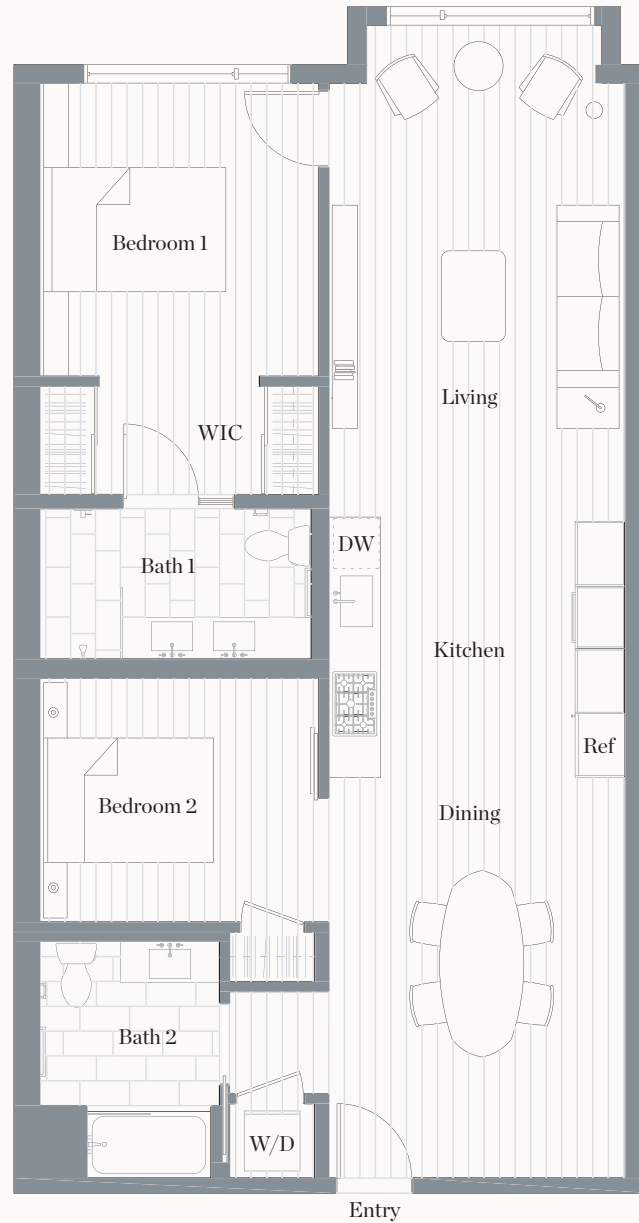 Bedroom 1
Living
WIC
DW
Bath 1
Kitchen
Ref
Bedroom 2
Dining
Bath 2
W/D
Entry